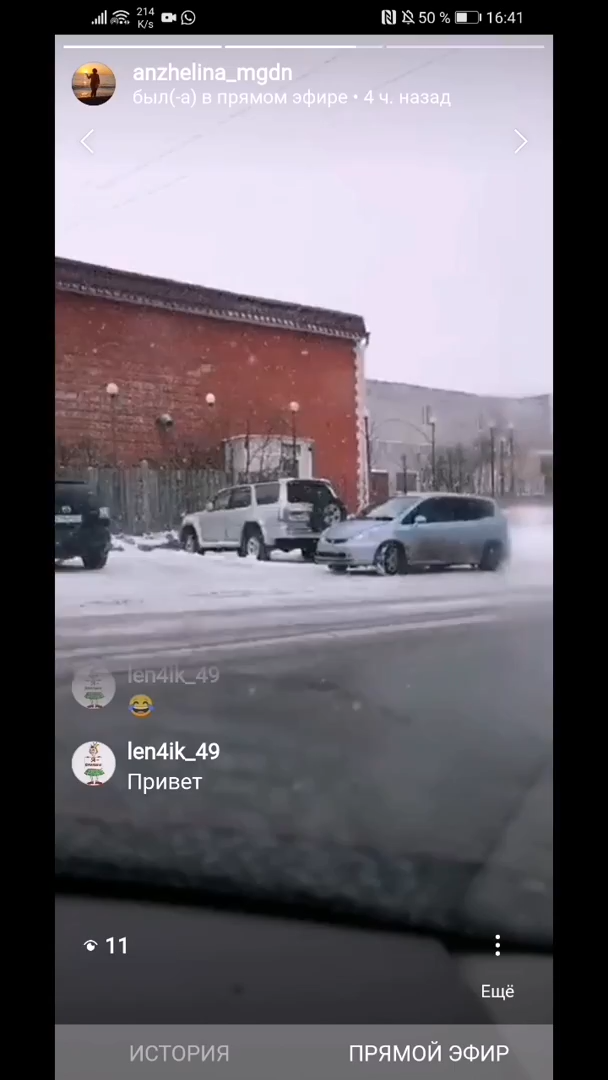 214
K/s
50 %
16:41
anzhelina_mgdn
был(-а) в прямом эфире • 4 ч. назад
len4ik_49
😂
len4ik_49
Привет
11
Ещё
ИСТОРИЯ
ПРЯМОЙ ЭФИР